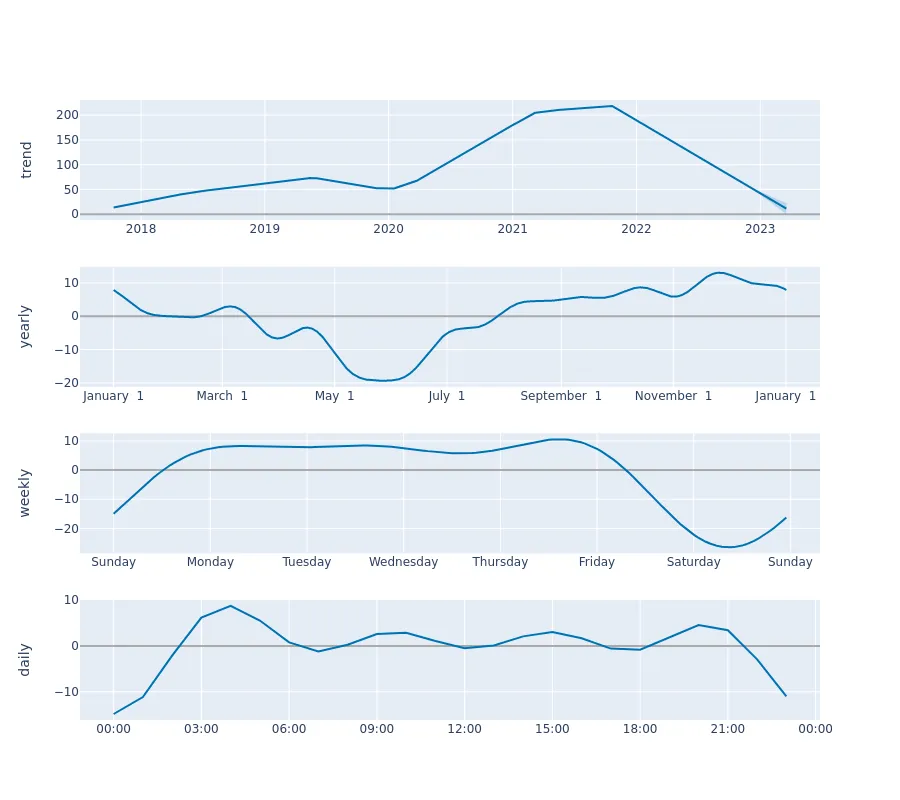 trend
200
150
100
50
0
2018 2019 2020 2021 2022 2023
yearly
10
0
−10
−20
January 1 March 1 May 1 July 1 September 1 November 1 January 1
weekly
10
0
−10
−20
Sunday Monday Tuesday Wednesday Thursday Friday Saturday Sunday
daily
10
0
−10
00:00 03:00 06:00 09:00 12:00 15:00 18:00 21:00 00:00